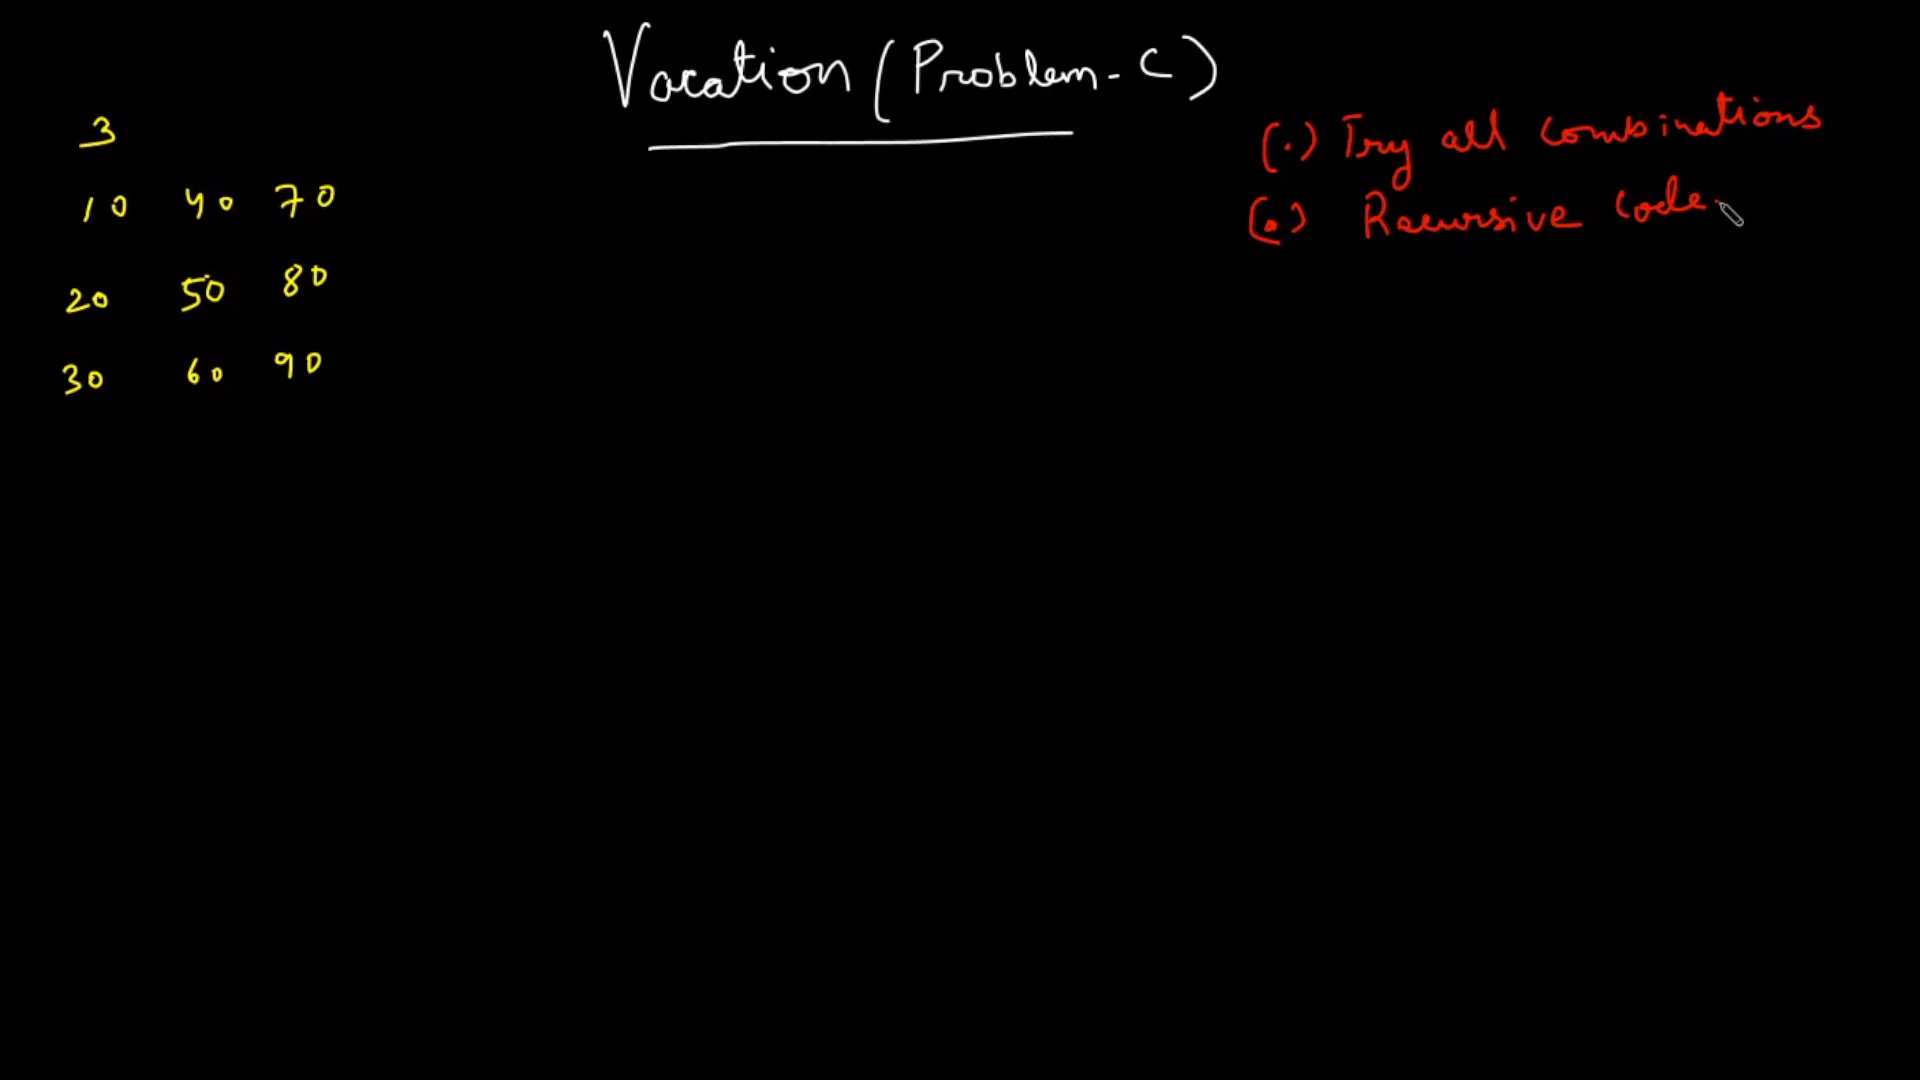 Vacation (Problem-C)
3
10 40 70
20 50 80
30 60 90
(.) Try all combinations
(.) Recursive code.